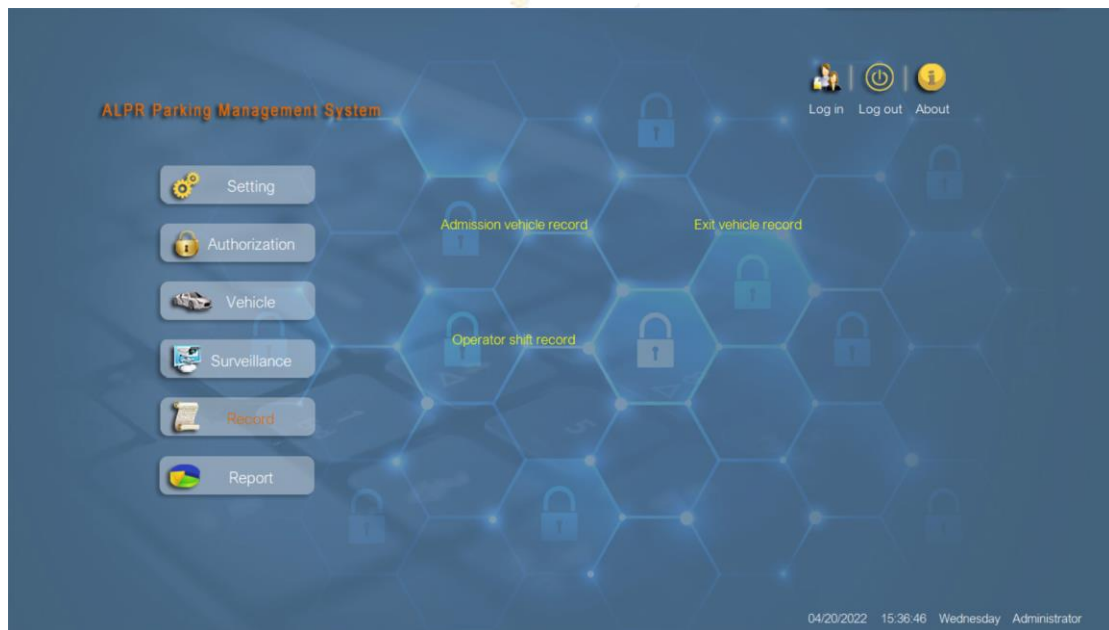 Log in Log out About
ALPR Parking Management System
Setting
Admission vehicle record Exit vehicle record
Authorization
Vehicle
Operator shift record
Surveillance
Record
Report
04/20/2022 15:36:46 Wednesday Administrator